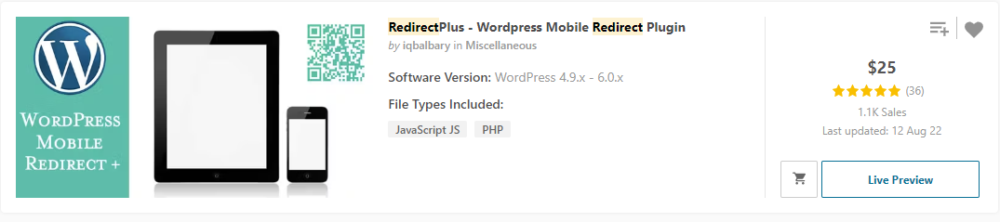 WordPress
Mobile
Redirect +
RedirectPlus - Wordpress Mobile Redirect Plugin
by iqbalbary in Miscellaneous
Software Version: WordPress 4.9.x - 6.0.x
File Types Included:
JavaScript JS PHP
$25
(36)
1.1K Sales
Last updated: 12 Aug 22
Live Preview